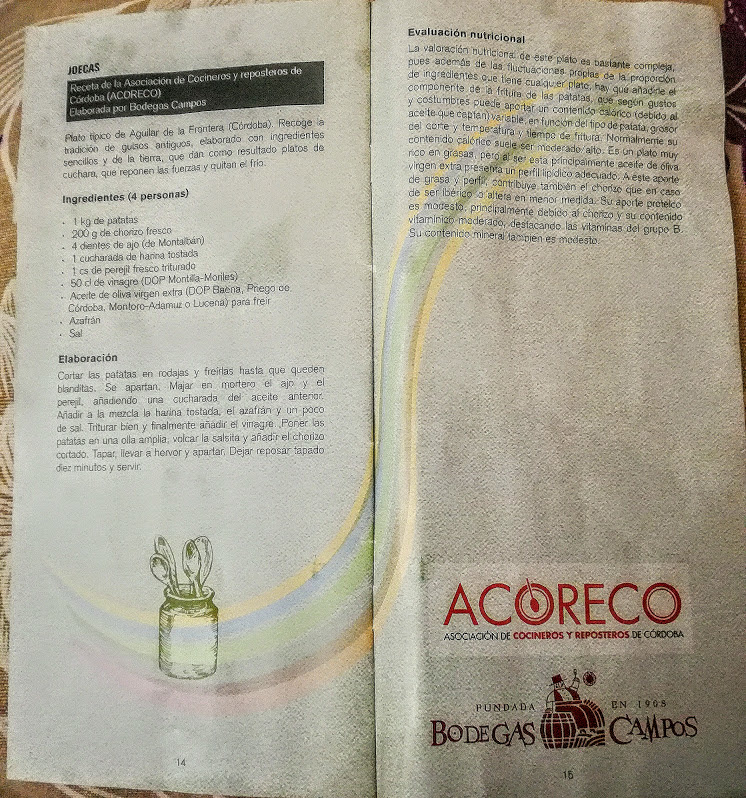 JOECAS
Receta de la Asociación de Cocineros y reposteros de
Córdoba (ACORECO)
Elaborada por Bodegas Campos
Plato típico de Aguilar de la Frontera (Córdoba). Recoge la
tradición de guisos antiguos, elaborado con ingredientes
sencillos y de la tierra, que dan como resultado platos de
cuchara, que reponen las fuerzas y quitan el frío.
Ingredientes (4 personas)
- 1 kg de patatas
- 200 g de chorizo fresco
- 4 dientes de ajo (de Montalbán)
- 1 cucharada de harina tostada
- 1 cs de perejil fresco triturado
- 50 cl de vinagre (DOP Montilla-Moriles)
- Aceite de oliva virgen extra (DOP Baena, Priego de
Córdoba, Montoro-Adamuz o Lucena) para freír
- Azafrán
- Sal
Elaboración
Cortar las patatas en rodajas y freírlas hasta que queden
blanditas. Se apartan. Majar en mortero el ajo y el
perejil, añadiendo una cucharada del aceite anterior.
Añadir a la mezcla la harina tostada, el azafrán y un poco
de sal. Triturar bien y finalmente añadir el vinagre .Poner las
patatas en una olla amplia, volcar la salsita y añadir el chorizo
cortado. Tapar, llevar a hervor y apartar. Dejar reposar tapado
diez minutos y servir.
14
Evaluación nutricional
La valoración nutricional de este plato es bastante compleja,
pues además de las fluctuaciones propias de la proporción
de ingredientes que tiene cualquier plato, hay que añadirle el
componente de la fritura de las patatas, que según gustos
y costumbres puede aportar un contenido calórico (debido al
aceite que captan) variable, en función del tipo de patata, grosor
del corte y temperatura y tiempo de fritura. Normalmente su
contenido calórico suele ser moderado/alto. Es un plato muy
rico en grasas, pero al ser esta principalmente aceite de oliva
virgen extra presenta un perfil lipídico adecuado. A este aporte
de grasa y perfil, contribuye también el chorizo que en caso
de ser ibérico, lo altera en menor medida. Su aporte proteico
es modesto, principalmente debido al chorizo y su contenido
vitamínico moderado, destacando las vitaminas del grupo B.
Su contenido mineral también es modesto.
ACORECO
ASOCIACIÓN DE COCINEROS Y REPOSTEROS DE CÓRDOBA
FUNDADA EN 1908
BODEGAS CAMPOS
15